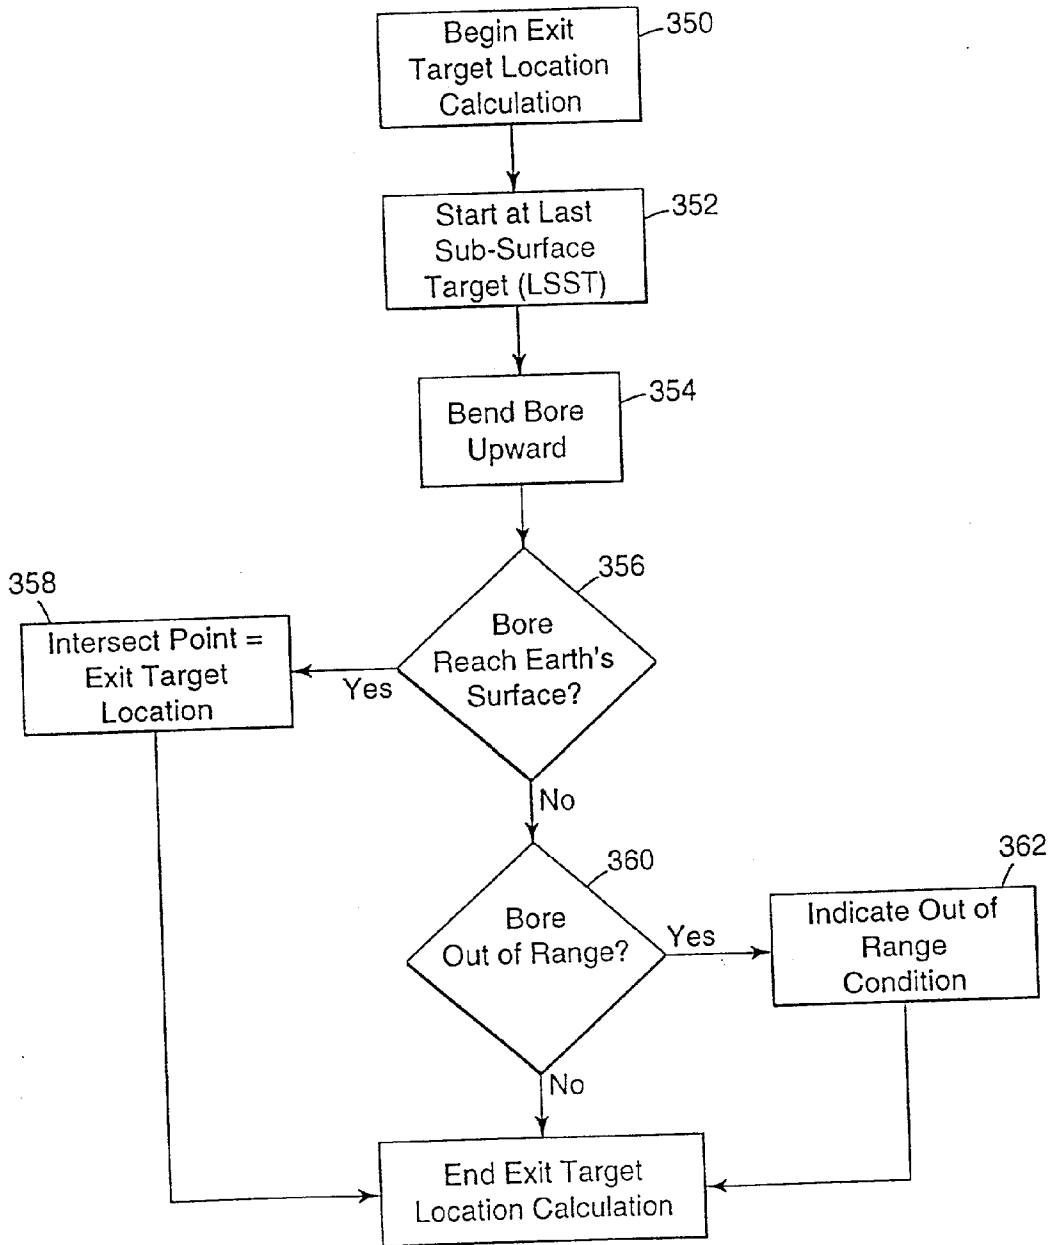 Begin Exit
Target Location
Calculation
350
Start at Last
Sub-Surface
Target (LSST)
352
Bend Bore
Upward
354
Bore
Reach Earth's
Surface?
356
Yes
358
Intersect Point =
Exit Target
Location
No
Bore
Out of Range?
360
Yes
362
Indicate Out of
Range
Condition
No
End Exit Target
Location Calculation